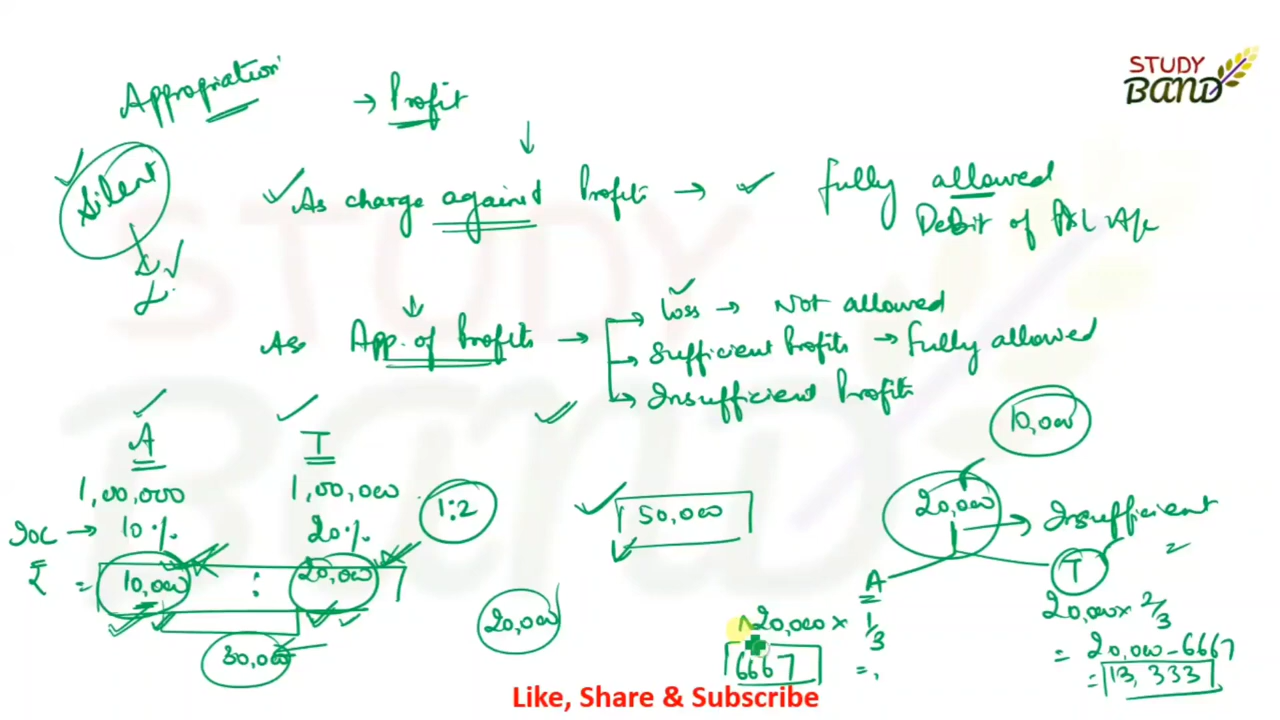 STUDY
BAND
Appropriation → Profit
Silent
As charge against Profit → fully allowed
Debit of P&L A/c
As App. of Profits →
Loss → Not allowed
Sufficient Profits → Fully allowed
Insufficient Profit
10,000
A T
1,00,000 1,00,000
IOC → 10% 20%
1:2
₹ = 10,000 : 20,000
30,000
20,000
50,000
20,000 → Insufficient
A T
20,000 × 1/3
6667 =
20,000 × 2/3
= 20,000 - 6667
= 13,333
Like, Share & Subscribe